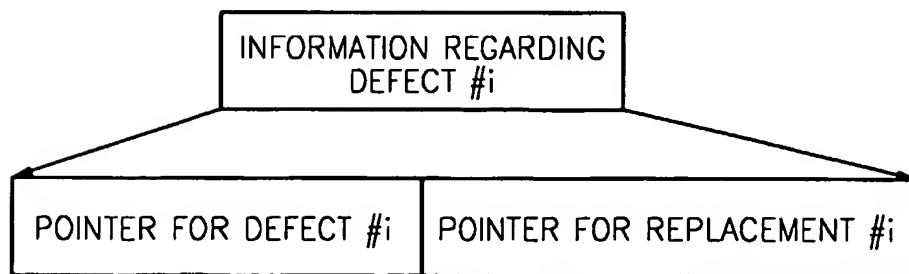 INFORMATION REGARDING
DEFECT #i
POINTER FOR DEFECT #i
POINTER FOR REPLACEMENT #i